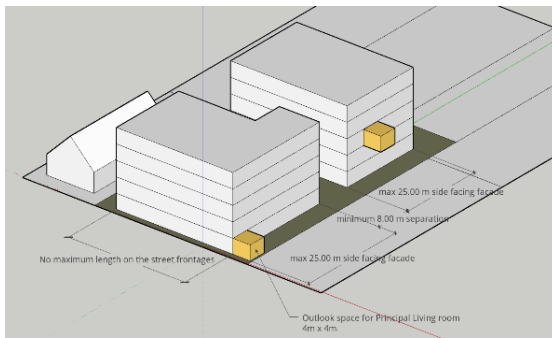 max 25.00 m side facing facade
minimum 8.00 m separation
No maximum length on the street frontages
max 25.00 m side facing facade
Outlook space for Principal Living room
4m x 4m